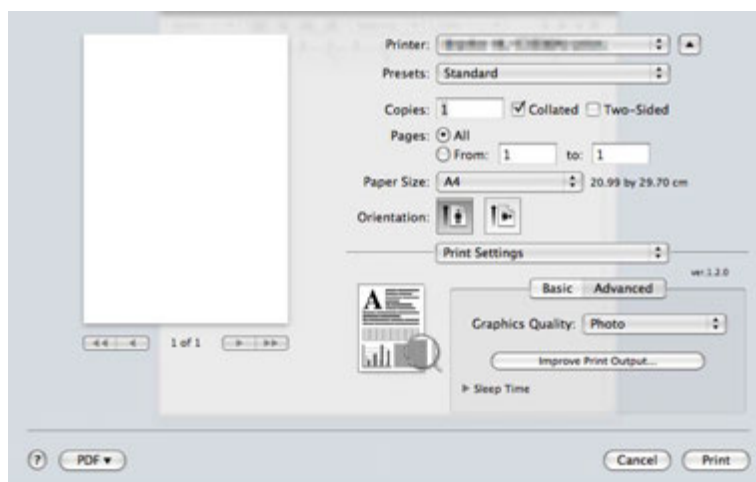 Printer:
Presets: Standard
Copies: 1 Collated Two-Sided
Pages: All
From: 1 to: 1
Paper Size: A4 20.99 by 29.70 cm
Orientation:
Print Settings
ver.1.2.0
Basic Advanced
Graphics Quality: Photo
1 of 1
Improve Print Output...
Sleep Time
? PDF Cancel Print